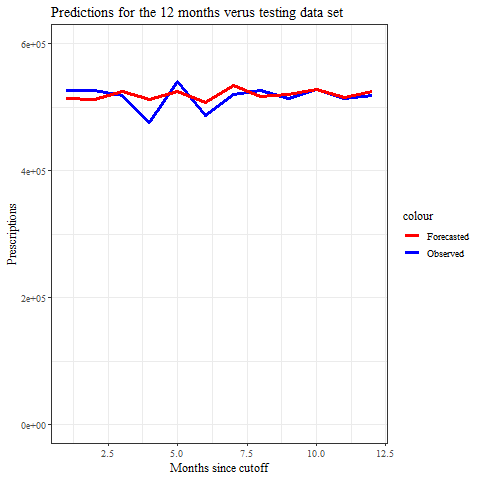 Predictions for the 12 months verus testing data set
6e+05
4e+05
2e+05
0e+00
Prescriptions
2.5 5.0 7.5 10.0 12.5
Months since cutoff
colour
Forecasted
Observed